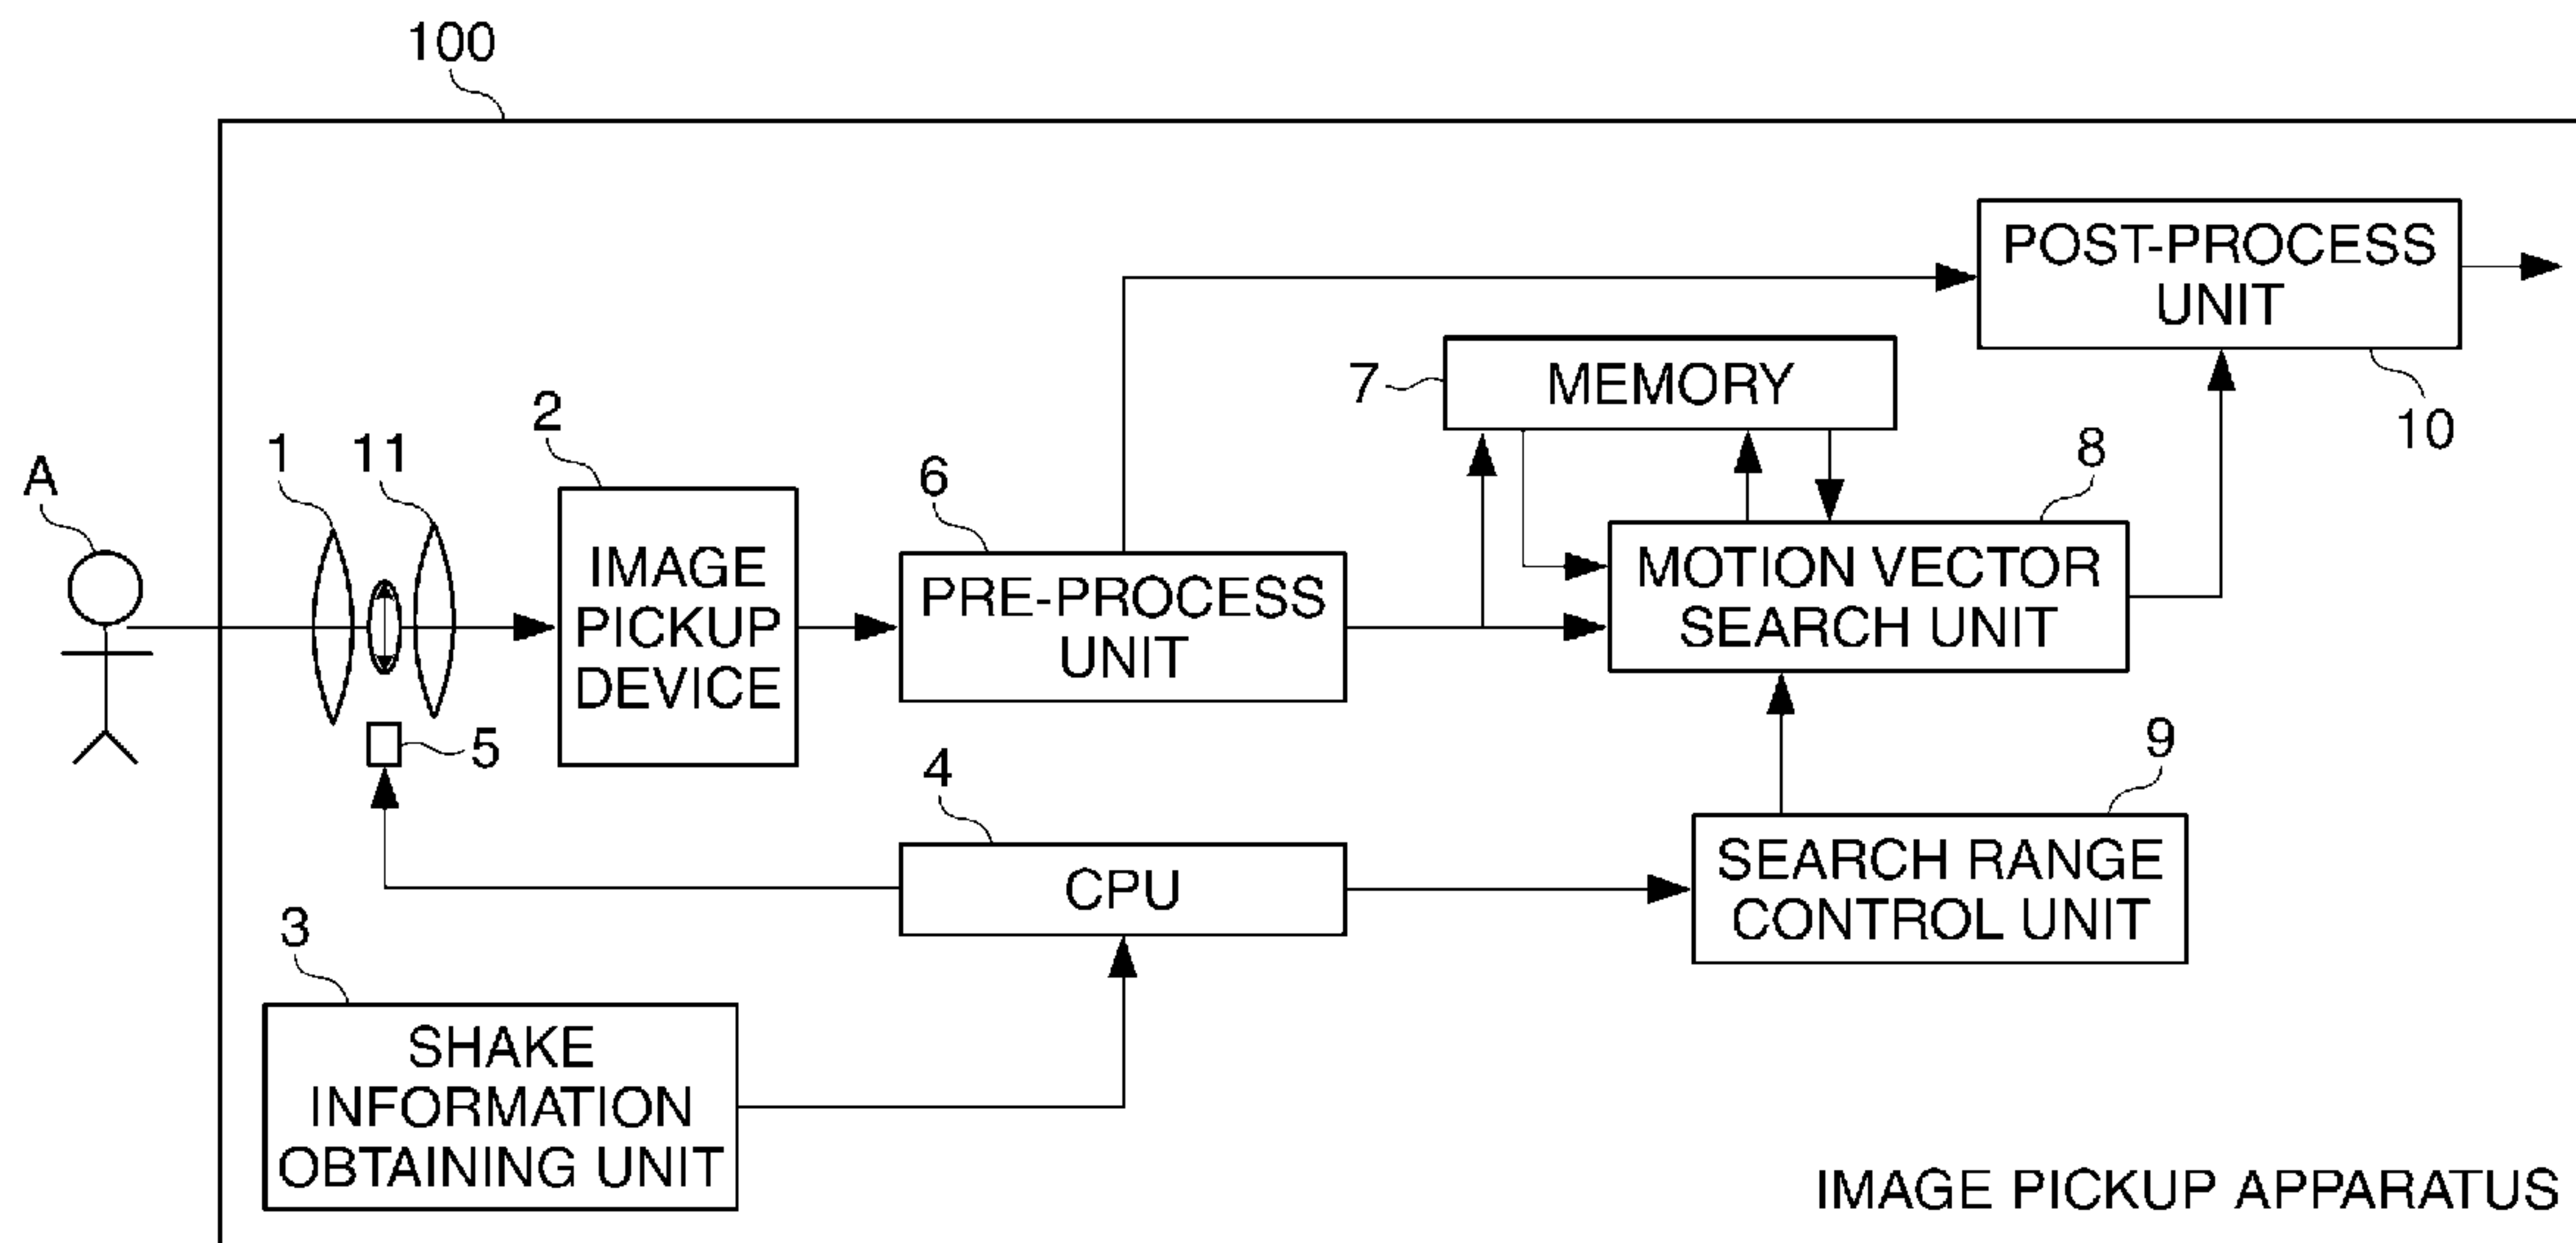 100
POST-PROCESS
UNIT
10
7
MEMORY
A
1
11
2
IMAGE
PICKUP
DEVICE
6
PRE-PROCESS
UNIT
8
MOTION VECTOR
SEARCH UNIT
5
4
CPU
9
SEARCH RANGE
CONTROL UNIT
3
SHAKE
INFORMATION
OBTAINING UNIT
IMAGE PICKUP APPARATUS